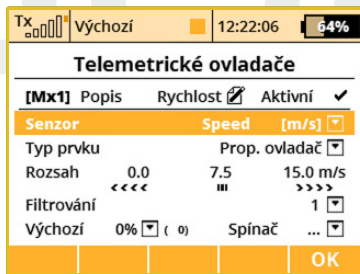 Tx Výchozí 12:22:06 64%
Telemetrické ovladače
[Mx1] Popis Rychlost Aktivní ✔
Senzor Speed [m/s]
Typ prvku Prop. ovladač
Rozsah 0.0 7.5 15.0 m/s
<<<< >>>>
Filtrování 1
Výchozí 0% ( 0) Spínač ...
OK